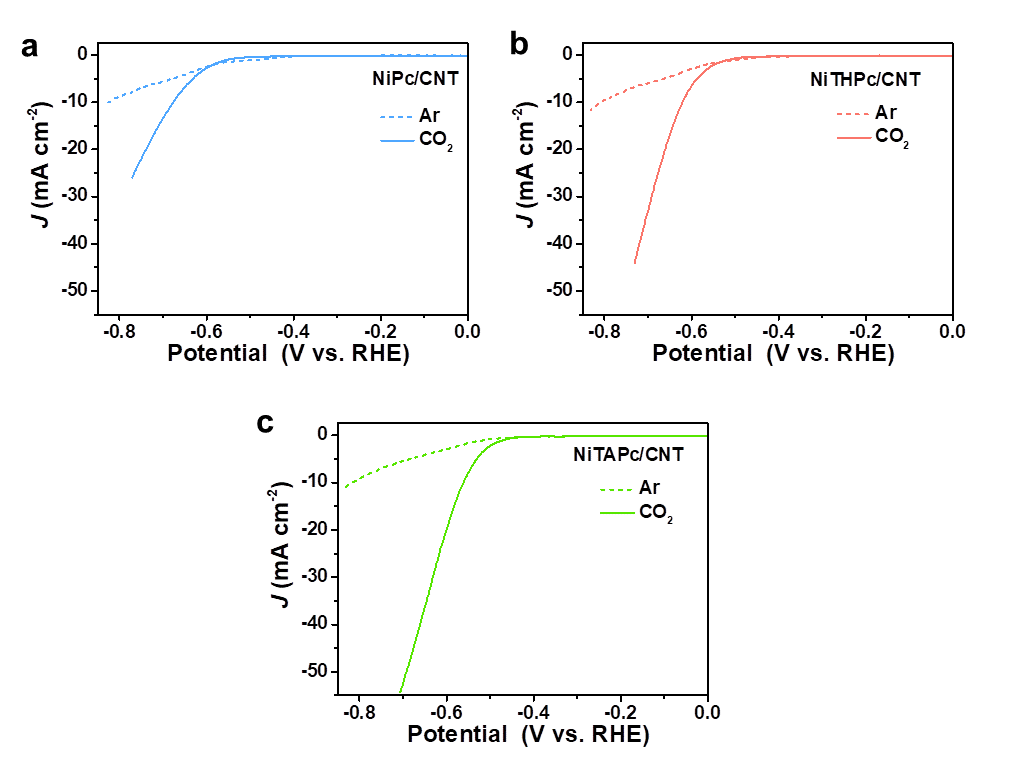 a
0
-10
-20
-30
-40
-50
J (mA cm-2)
NiPc/CNT
Ar
CO2
-0.8 -0.6 -0.4 -0.2 0.0
Potential (V vs. RHE)
b
0
-10
-20
-30
-40
-50
J (mA cm-2)
NiTHPc/CNT
Ar
CO2
-0.8 -0.6 -0.4 -0.2 0.0
Potential (V vs. RHE)
c
0
-10
-20
-30
-40
-50
J (mA cm-2)
NiTAPc/CNT
Ar
CO2
-0.8 -0.6 -0.4 -0.2 0.0
Potential (V vs. RHE)